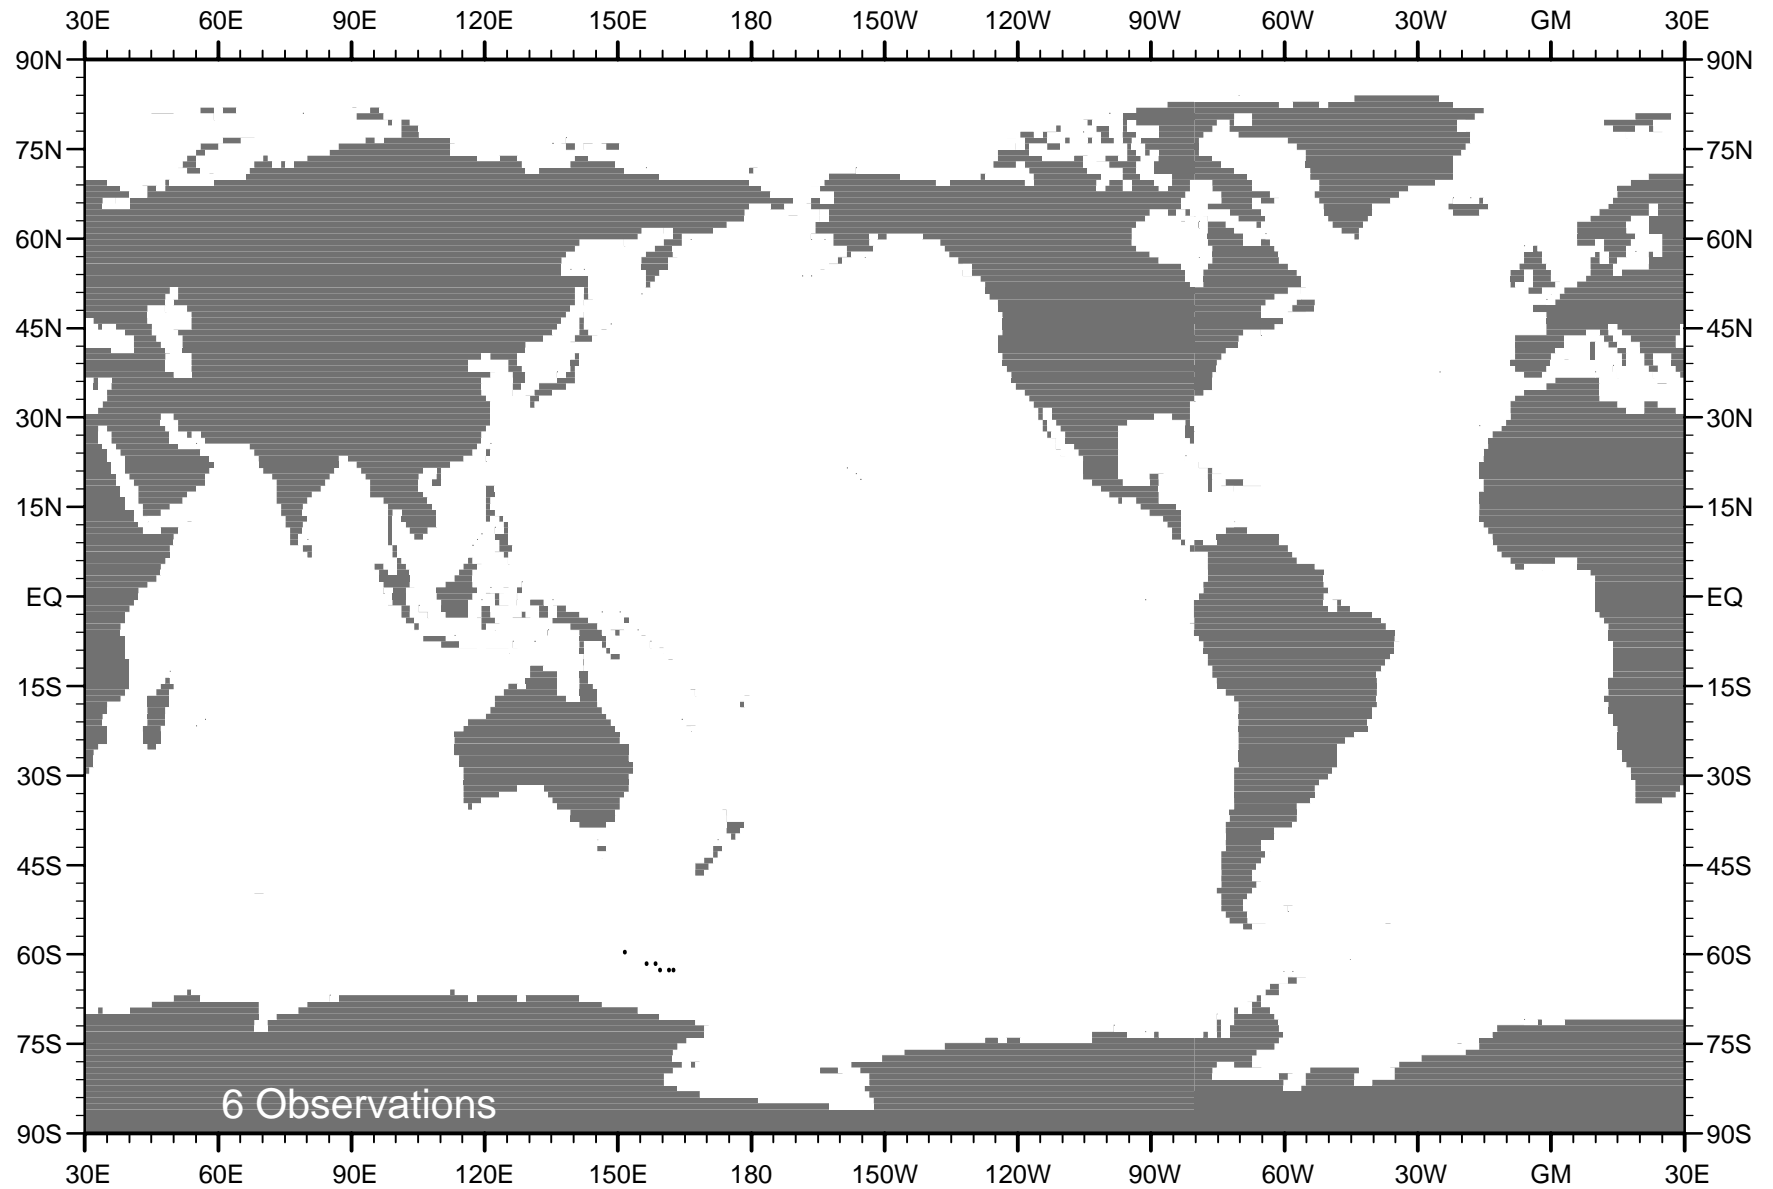 30E 60E 90E 120E 150E 180 150W 120W 90W 60W 30W GM 30E
90N 90N
75N 75N
60N 60N
45N 45N
30N 30N
15N 15N
EQ EQ
15S 15S
30S 30S
45S 45S
60S 60S
75S 75S
6 Observations
90S 90S
30E 60E 90E 120E 150E 180 150W 120W 90W 60W 30W GM 30E